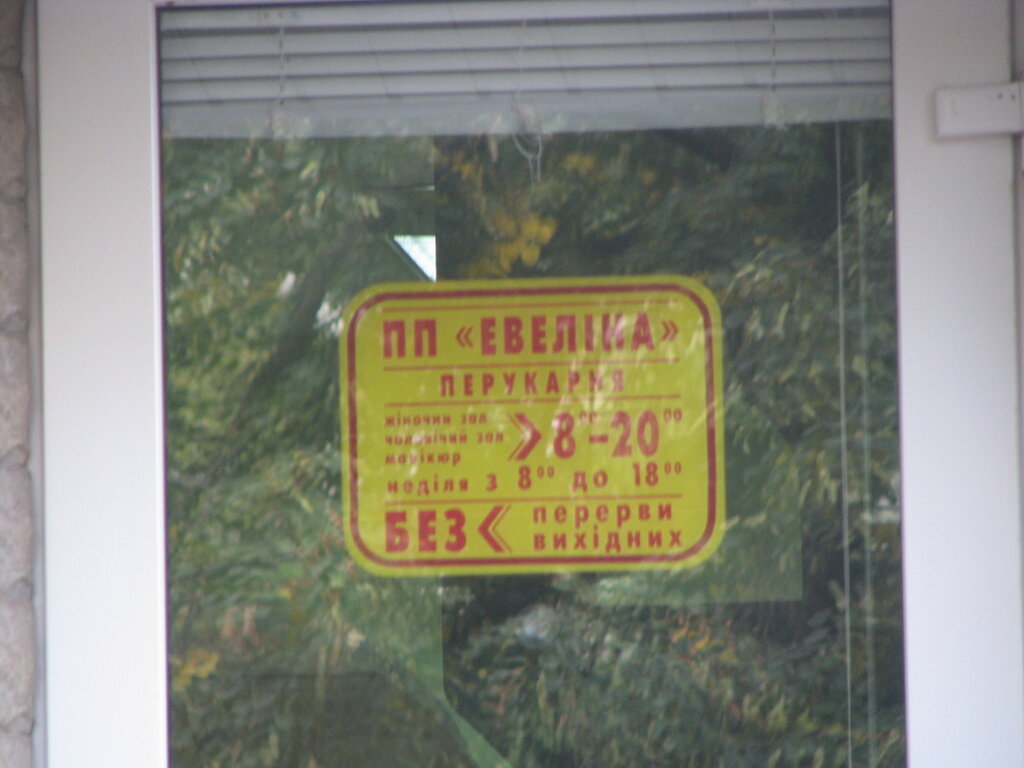 ПП «ЕВЕЛІНА»
ПЕРУКАРНЯ
жіночий зал
чоловічий зал
манікюр
8⁰⁰-20⁰⁰
неділя з 8⁰⁰ до 18⁰⁰
БЕЗ
перерви
вихідних